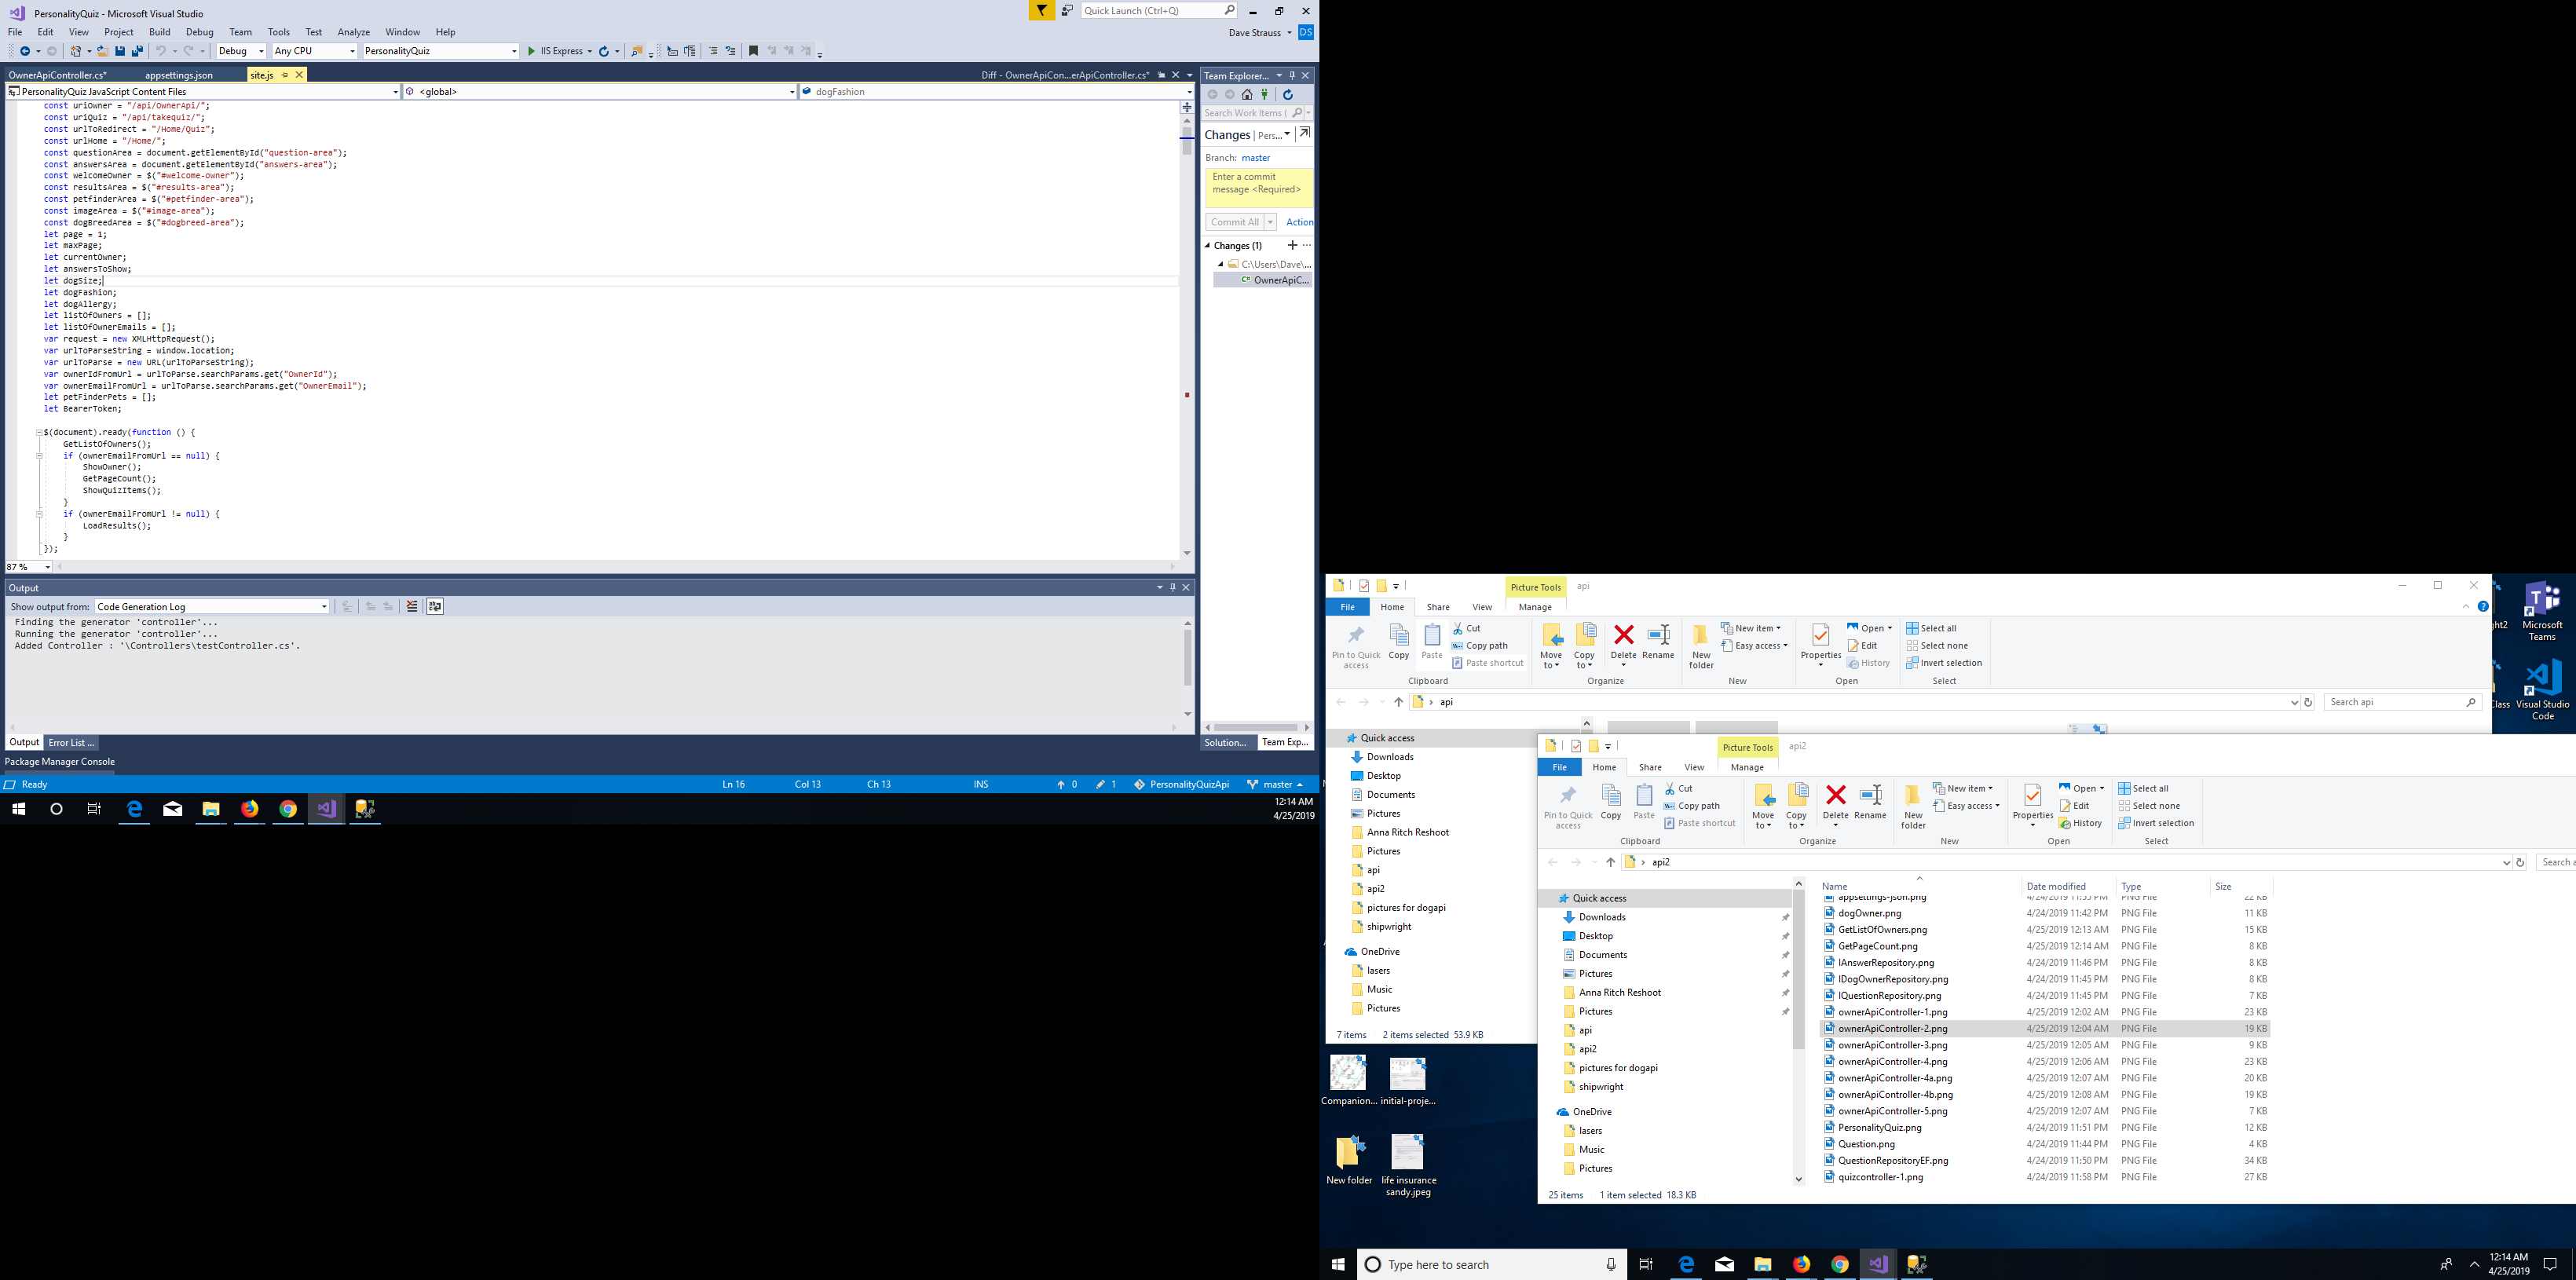 PersonalityQuiz - Microsoft Visual Studio
Quick Launch (Ctrl+Q)
File Edit View Project Build Debug Team Tools Test Analyze Window Help
Dave Strauss DS
Debug Any CPU PersonalityQuiz IIS Express
OwnerApiController.cs* appsettings.json site.js
Diff - OwnerApiCon...erApiController.cs*
PersonalityQuiz JavaScript Content Files <global> dogFashion
const uriOwner = "/api/OwnerApi/";
const uriQuiz = "/api/takequiz/";
const urlToRedirect = "/Home/Quiz";
const urlHome = "/Home/";
const questionArea = document.getElementById("question-area");
const answersArea = document.getElementById("answers-area");
const welcomeOwner = $("#welcome-owner");
const resultsArea = $("#results-area");
const petfinderArea = $("#petfinder-area");
const imageArea = $("#image-area");
const dogBreedArea = $("#dogbreed-area");
let page = 1;
let maxPage;
let currentOwner;
let answersToShow;
let dogSize;
let dogFashion;
let dogAllergy;
let listOfOwners = [];
let listOfOwnerEmails = [];
var request = new XMLHttpRequest();
var urlToParseString = window.location;
var urlToParse = new URL(urlToParseString);
var ownerIdFromUrl = urlToParse.searchParams.get("OwnerId");
var ownerEmailFromUrl = urlToParse.searchParams.get("OwnerEmail");
let petFinderPets = [];
let BearerToken;
$(document).ready(function () {
GetListOfOwners();
if (ownerEmailFromUrl == null) {
ShowOwner();
GetPageCount();
ShowQuizItems();
}
if (ownerEmailFromUrl != null) {
LoadResults();
}
});
87 %
Team Explorer...
Search Work Items (
Changes | Pers...
Branch: master
Enter a commit
message <Required>
Commit All Action
Changes (1)
C:\Users\Dave\...
C# OwnerApiC...
Solution... Team Exp...
Output
Show output from: Code Generation Log
Finding the generator 'controller'...
Running the generator 'controller'...
Added Controller : '\Controllers\testController.cs'.
Output Error List ...
Package Manager Console
Ready Ln 16 Col 13 Ch 13 INS 0 1 PersonalityQuizApi master
12:14 AM
4/25/2019
Picture Tools api
File Home Share View Manage
Pin to Quick access Copy Paste Cut Copy path Paste shortcut
Move to Copy to Delete Rename New folder New item Easy access
Properties Open Edit History Select all Select none Invert selection
Clipboard Organize New Open Select
api Search api
Quick access
Downloads
Desktop
Documents
Pictures
Anna Ritch Reshoot
Pictures
api
api2
pictures for dogapi
shipwright
OneDrive
lasers
Music
Pictures
7 items 2 items selected 53.9 KB
Picture Tools api2
File Home Share View Manage
Pin to Quick access Copy Paste Cut Copy path Paste shortcut
Move to Copy to Delete Rename New folder New item Easy access
Properties Open Edit History Select all Select none Invert selection
Clipboard Organize New Open Select
api2 Search a
Quick access
Downloads
Desktop
Documents
Pictures
Anna Ritch Reshoot
Pictures
api
api2
pictures for dogapi
shipwright
OneDrive
lasers
Music
Pictures
Name Date modified Type Size
appsettings-json.png 4/24/2019 11:53 PM PNG File 22 KB
dogOwner.png 4/24/2019 11:42 PM PNG File 11 KB
GetListOfOwners.png 4/25/2019 12:13 AM PNG File 15 KB
GetPageCount.png 4/25/2019 12:14 AM PNG File 8 KB
IAnswerRepository.png 4/24/2019 11:46 PM PNG File 8 KB
IDogOwnerRepository.png 4/24/2019 11:45 PM PNG File 8 KB
IQuestionRepository.png 4/24/2019 11:45 PM PNG File 7 KB
ownerApiController-1.png 4/25/2019 12:02 AM PNG File 23 KB
ownerApiController-2.png 4/25/2019 12:04 AM PNG File 19 KB
ownerApiController-3.png 4/25/2019 12:05 AM PNG File 9 KB
ownerApiController-4.png 4/25/2019 12:06 AM PNG File 23 KB
ownerApiController-4a.png 4/25/2019 12:07 AM PNG File 20 KB
ownerApiController-4b.png 4/25/2019 12:08 AM PNG File 19 KB
ownerApiController-5.png 4/25/2019 12:07 AM PNG File 7 KB
PersonalityQuiz.png 4/24/2019 11:51 PM PNG File 12 KB
Question.png 4/24/2019 11:44 PM PNG File 4 KB
QuestionRepositoryEF.png 4/24/2019 11:50 PM PNG File 34 KB
quizcontroller-1.png 4/24/2019 11:58 PM PNG File 27 KB
25 items 1 item selected 18.3 KB
ht2
Microsoft
Teams
lass
Visual Studio
Code
Companion... initial-proje...
New folder life insurance
sandy.jpeg
Type here to search
12:14 AM
4/25/2019